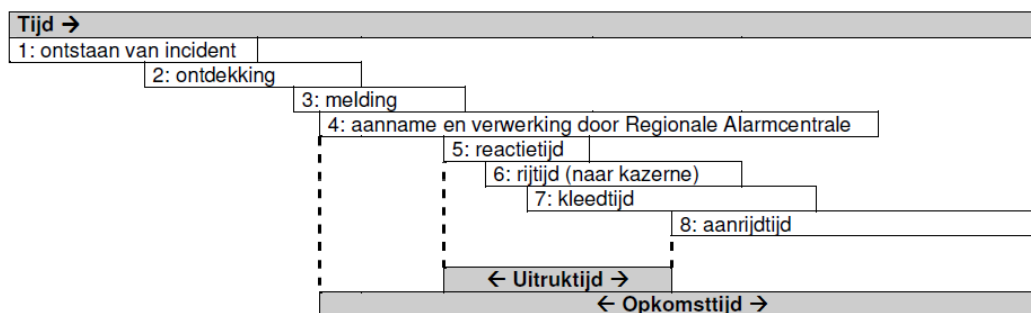 Tijd →
1: ontstaan van incident
2: ontdekking
3: melding
4: aanname en verwerking door Regionale Alarmcentrale
5: reactietijd
6: rijtijd (naar kazerne)
7: kleedtijd
8: aanrijdtijd
← Uitruktijd →
← Opkomsttijd →